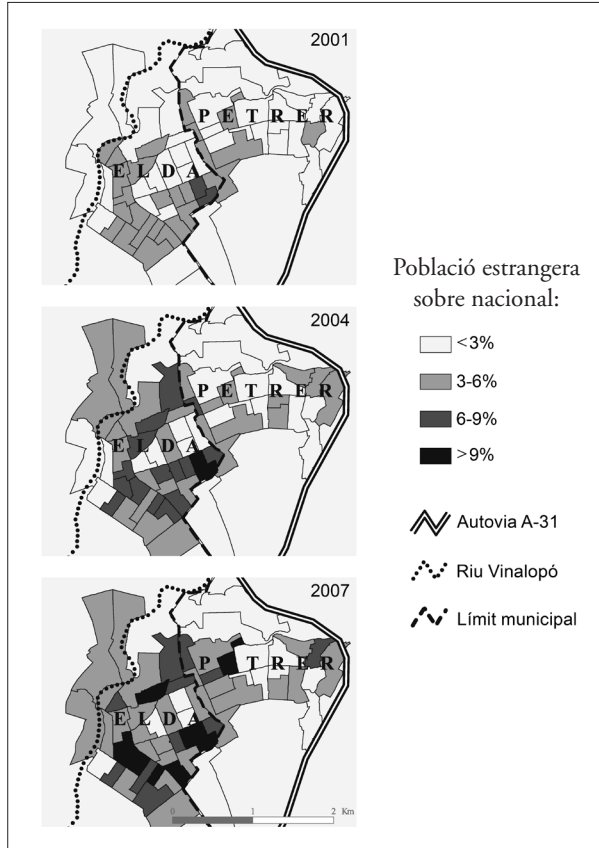 2001
P E T R E R
E L D A
Població estrangera
sobre nacional:
<3%
3-6%
6-9%
>9%
Autovia A-31
Riu Vinalopó
Límit municipal
2004
P E T R E R
E L D A
2007
P T R E R
E L D A
0 1 2 Km